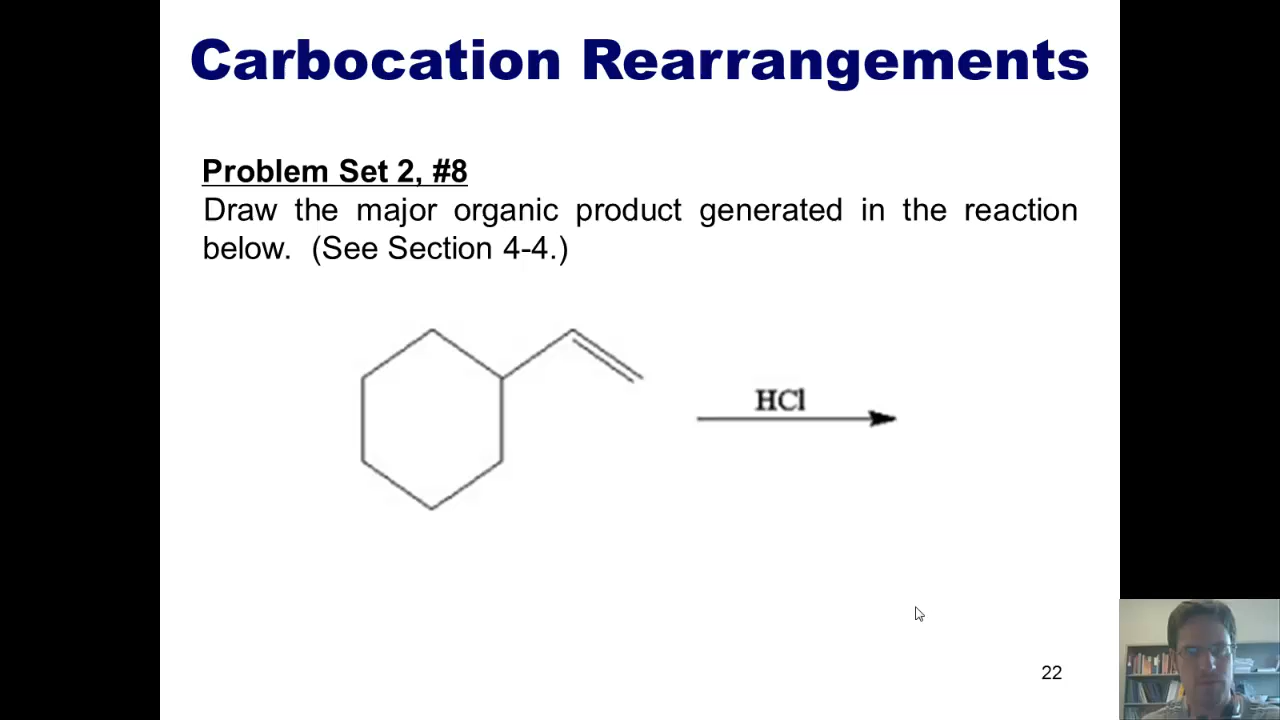 Carbocation Rearrangements
Problem Set 2, #8
Draw the major organic product generated in the reaction
below. (See Section 4-4.)
HCl
22